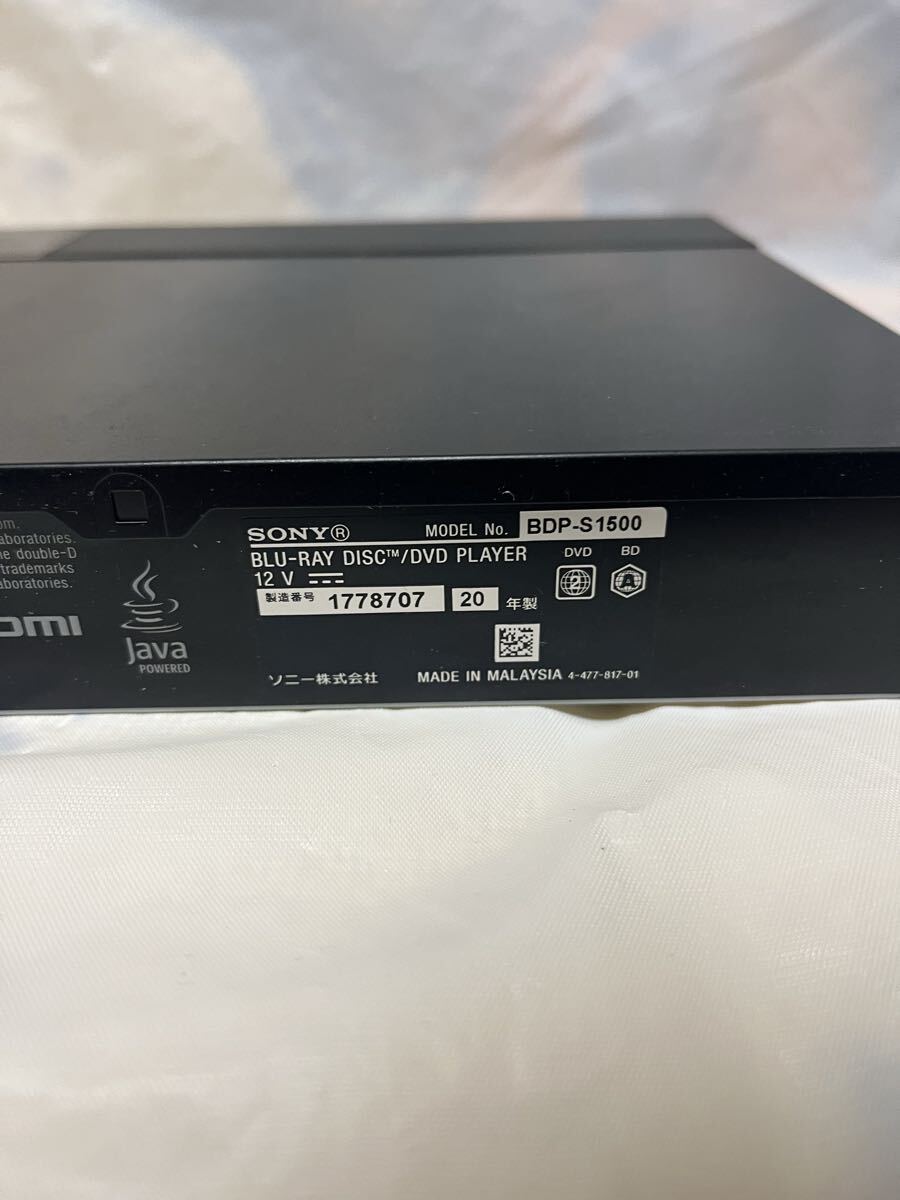 om.
aboratories.
he double-D
trademarks
aboratories.
Java
POWERED
SONY® MODEL No. BDP-S1500
BLU-RAY DISC™/DVD PLAYER
12 V
DVD BD
2 A
製造番号 1778707 20 年製
ソニー株式会社 MADE IN MALAYSIA 4-477-817-01